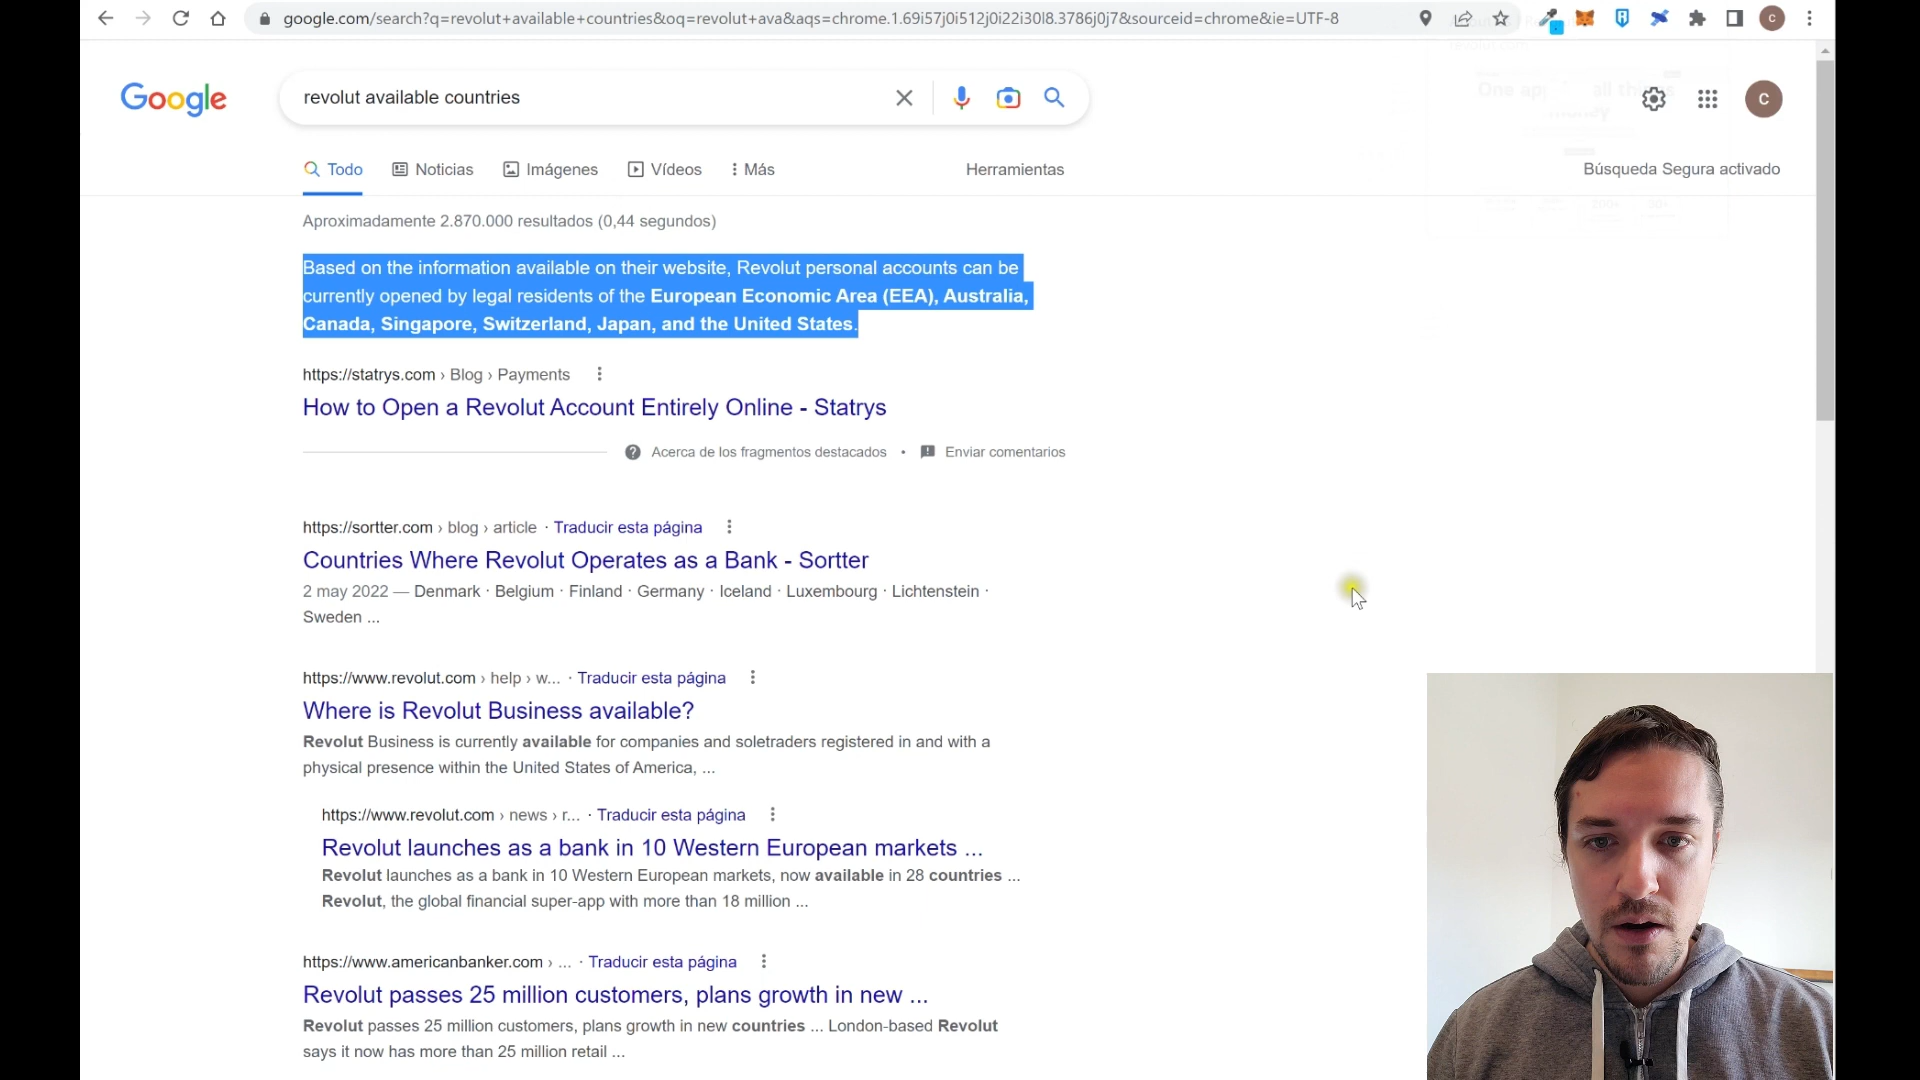 google.com/search?q=revolut+available+countries&oq=revolut+ava&aqs=chrome.1.69i57j0i512j0i22i30l8.3786j0j7&sourceid=chrome&ie=UTF-8
C
Google
revolut available countries
C
Todo Noticias Imágenes Vídeos Más Herramientas Búsqueda Segura activado
Aproximadamente 2.870.000 resultados (0,44 segundos)
Based on the information available on their website, Revolut personal accounts can be
currently opened by legal residents of the European Economic Area (EEA), Australia,
Canada, Singapore, Switzerland, Japan, and the United States.
https://statrys.com › Blog › Payments
How to Open a Revolut Account Entirely Online - Statrys
Acerca de los fragmentos destacados • Enviar comentarios
https://sortter.com › blog › article · Traducir esta página
Countries Where Revolut Operates as a Bank - Sortter
2 may 2022 — Denmark · Belgium · Finland · Germany · Iceland · Luxembourg · Lichtenstein ·
Sweden ...
https://www.revolut.com › help › w... · Traducir esta página
Where is Revolut Business available?
Revolut Business is currently available for companies and soletraders registered in and with a
physical presence within the United States of America, ...
https://www.revolut.com › news › r... · Traducir esta página
Revolut launches as a bank in 10 Western European markets ...
Revolut launches as a bank in 10 Western European markets, now available in 28 countries ...
Revolut, the global financial super-app with more than 18 million ...
https://www.americanbanker.com › ... · Traducir esta página
Revolut passes 25 million customers, plans growth in new ...
Revolut passes 25 million customers, plans growth in new countries ... London-based Revolut
says it now has more than 25 million retail ...